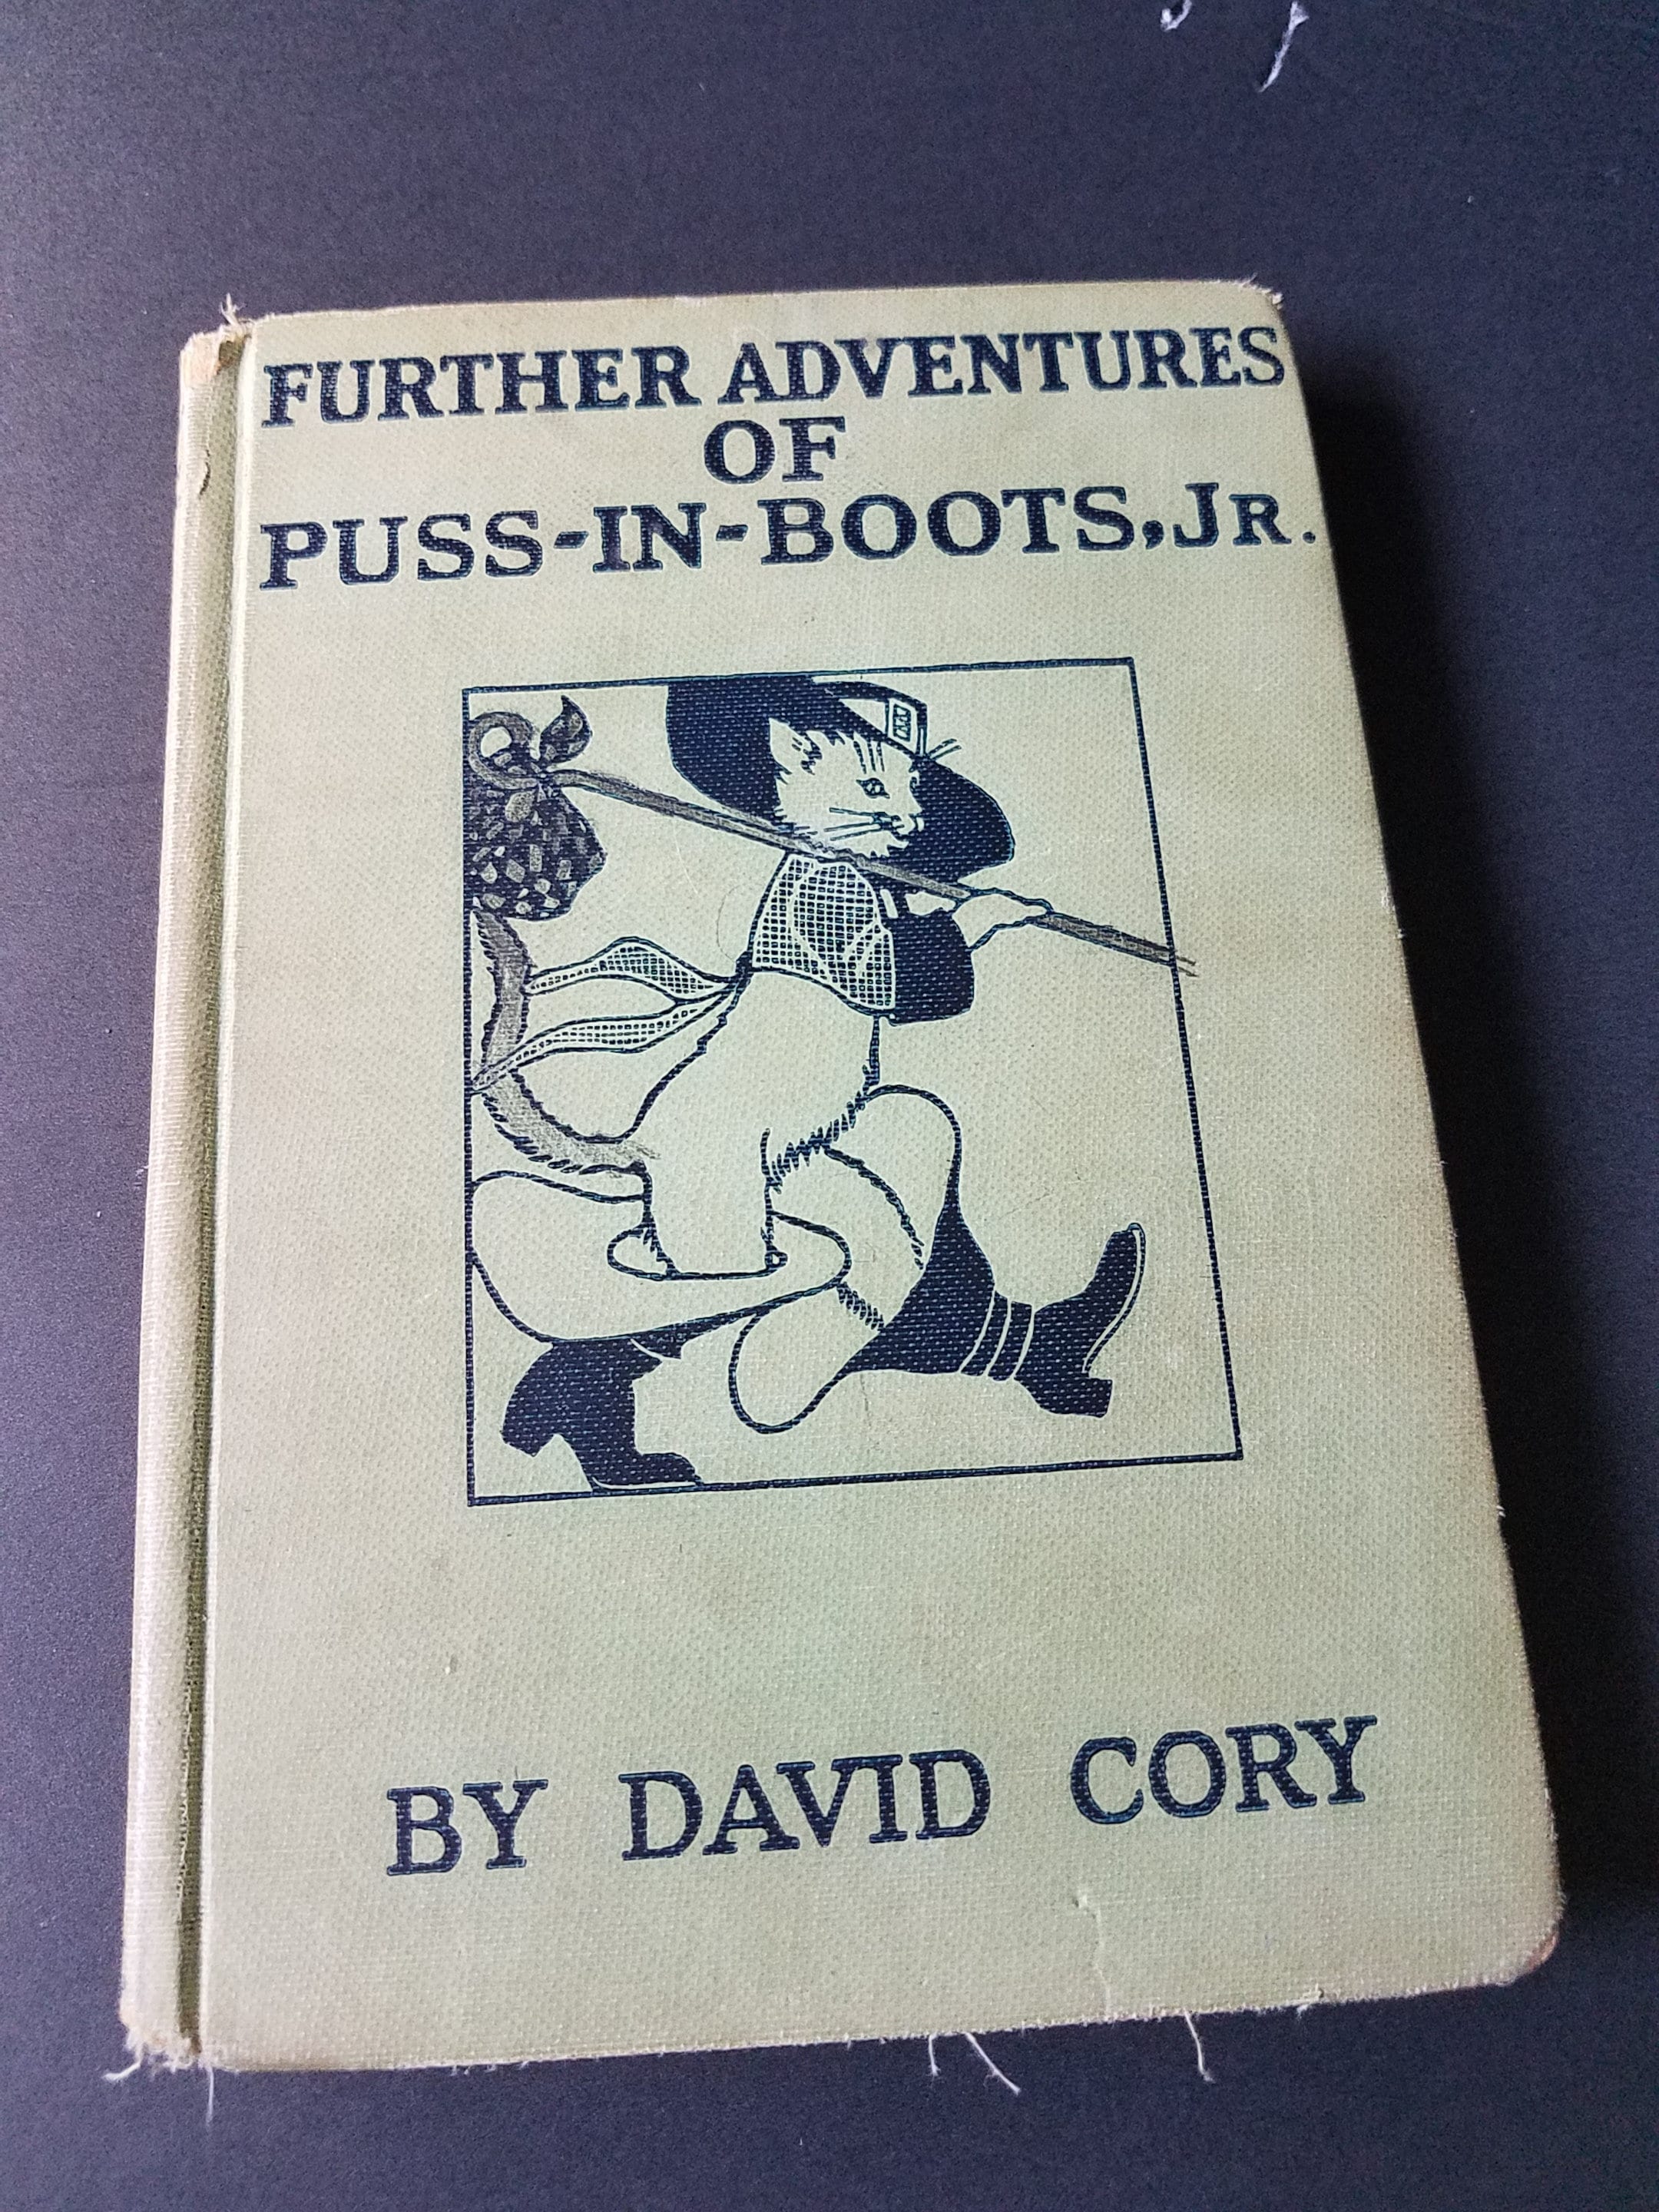 FURTHER ADVENTURES
OF
PUSS-IN-BOOTS, JR.
BY DAVID CORY